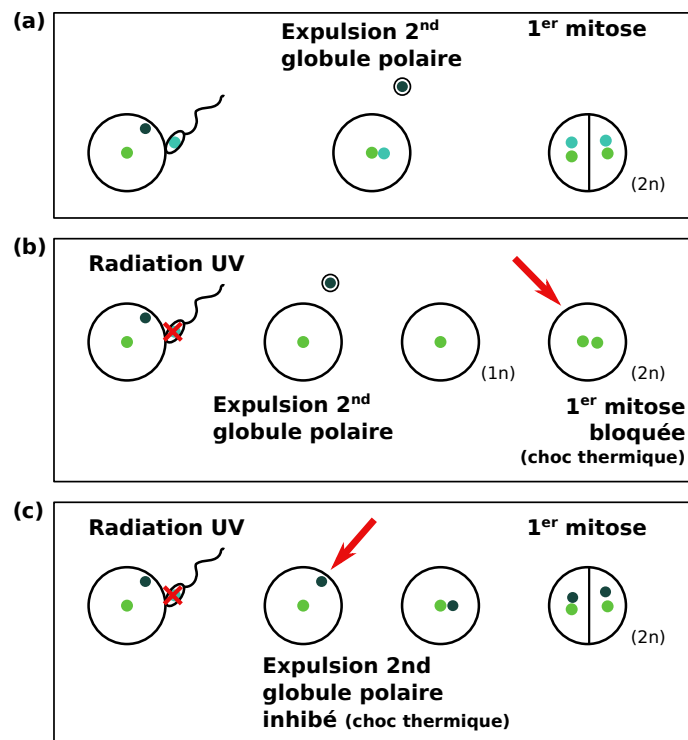 (a)
Expulsion 2nd
globule polaire
1er mitose
(2n)
(b)
Radiation UV
Expulsion 2nd
globule polaire
(1n)
(2n)
1er mitose
bloquée
(choc thermique)
(c)
Radiation UV
1er mitose
(2n)
Expulsion 2nd
globule polaire
inhibé (choc thermique)